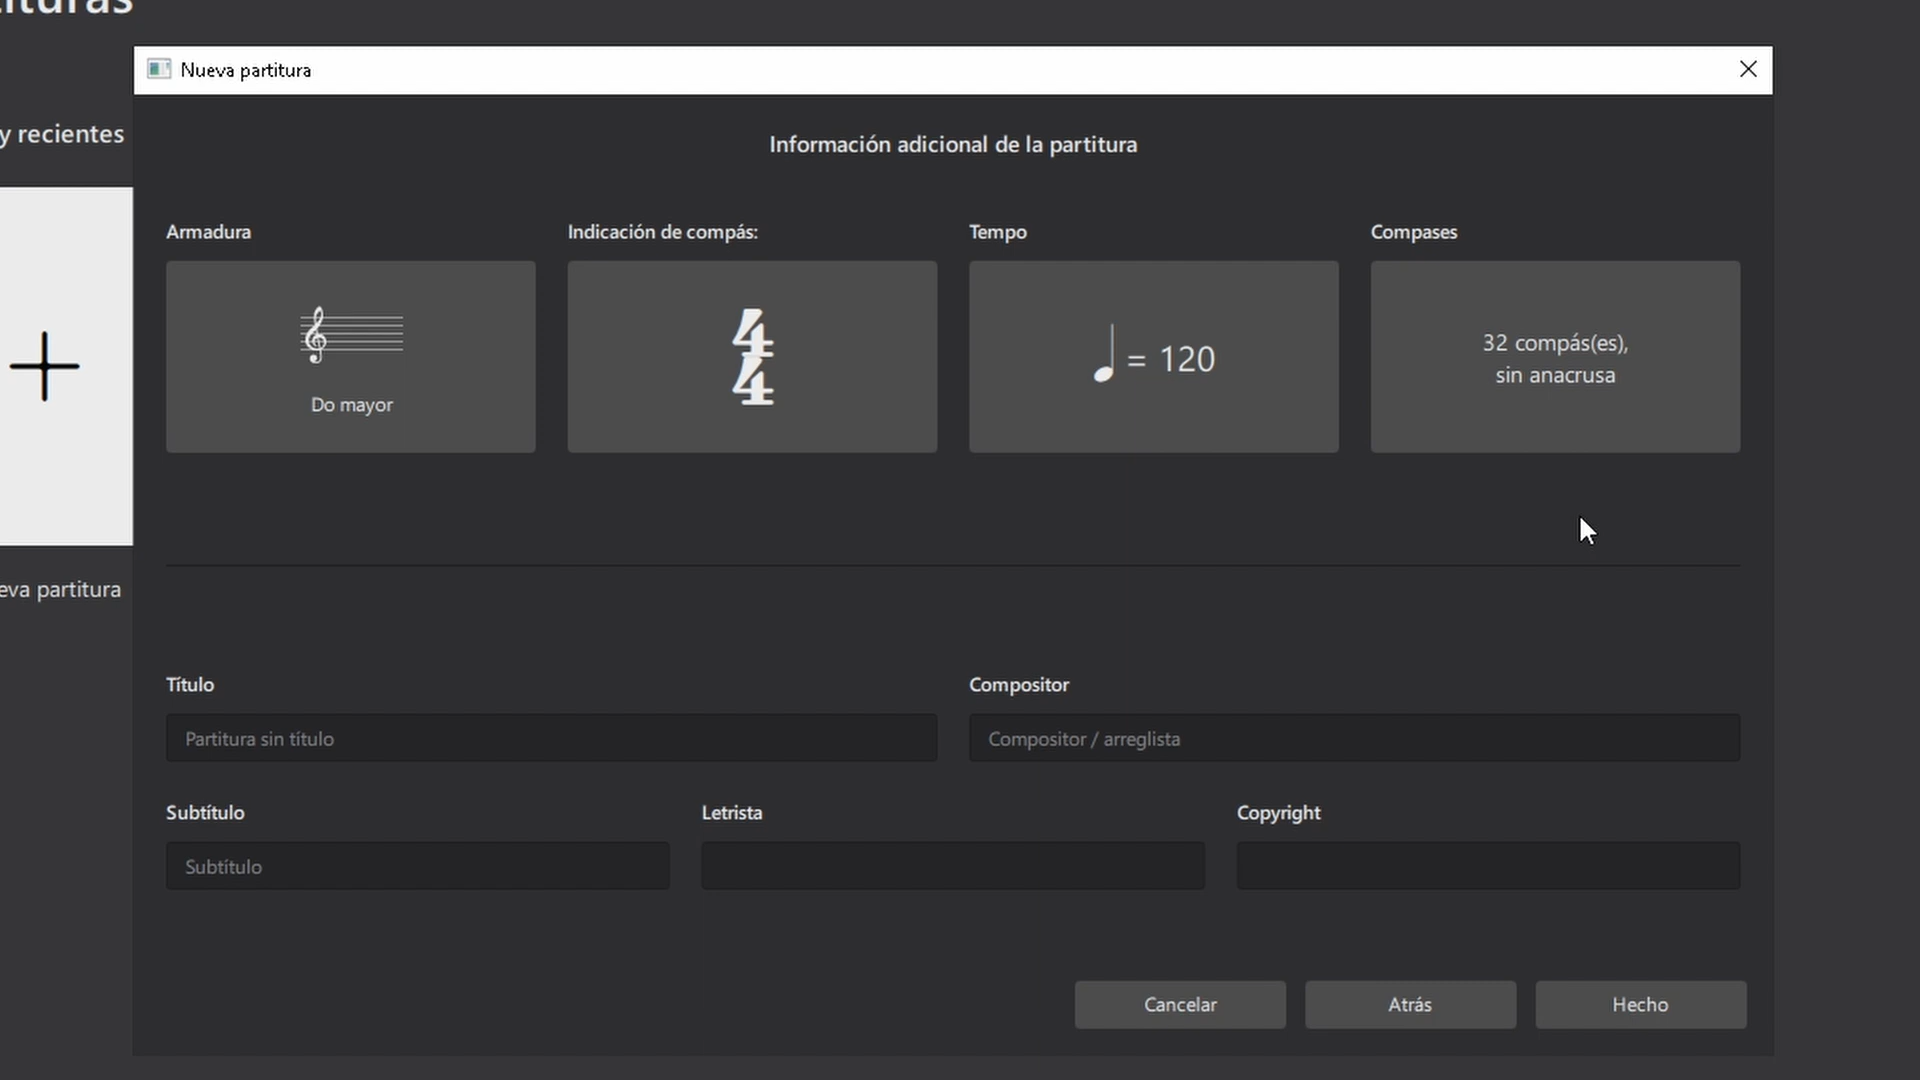 Nueva partitura
y recientes
Información adicional de la partitura
Armadura
Indicación de compás:
Tempo
Compases
Do mayor
4
4
= 120
32 compás(es),
sin anacrusa
partitura
Título
Compositor
Partitura sin título
Compositor / arreglista
Subtítulo
Letrista
Copyright
Subtítulo
Cancelar
Atrás
Hecho